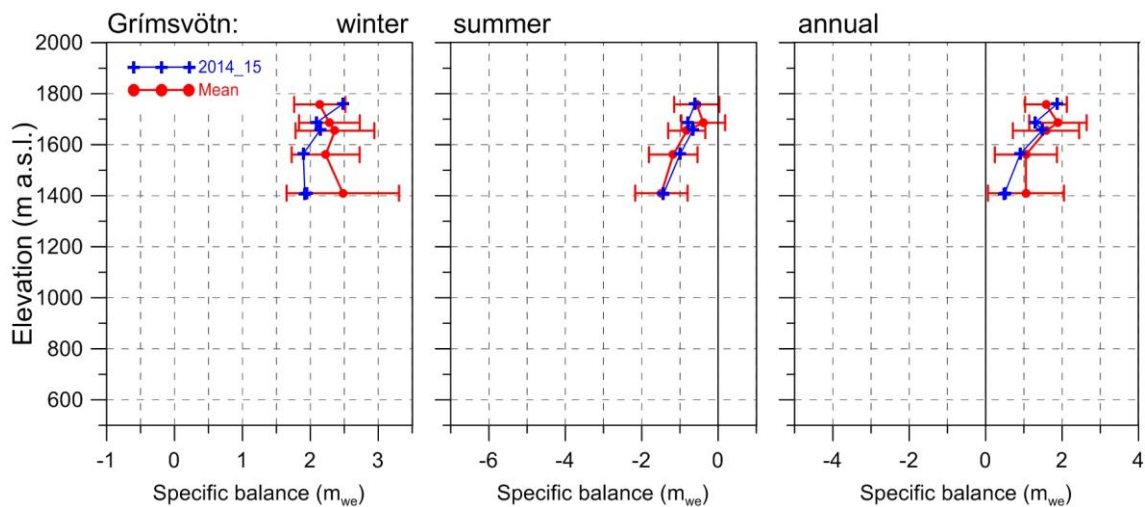 Grímsvötn: winter
summer
annual
2000
1800
1600
1400
1200
1000
800
600
Elevation (m a.s.l.)
2014_15
Mean
-1 0 1 2 3
-6 -4 -2 0
-4 -2 0 2 4
Specific balance (mwe)
Specific balance (mwe)
Specific balance (mwe)